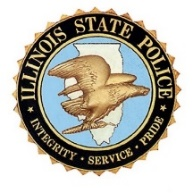 ILLINOIS STATE POLICE
INTEGRITY • SERVICE • PRIDE